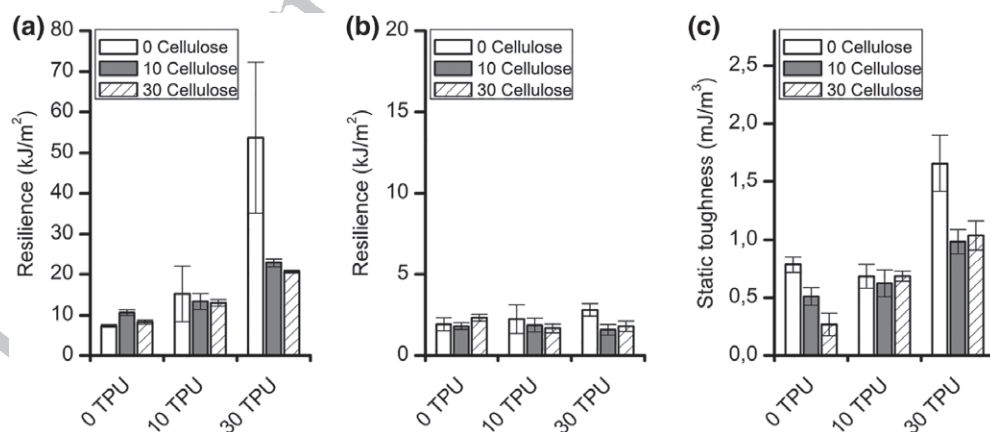 (a)
80
70
60
50
40
30
20
10
0
Resilience (kJ/m²)
0 Cellulose
10 Cellulose
30 Cellulose
0 TPU
10 TPU
30 TPU
(b)
20
15
10
5
0
Resilience (kJ/m²)
0 Cellulose
10 Cellulose
30 Cellulose
0 TPU
10 TPU
30 TPU
(c)
2,5
2,0
1,5
1,0
0,5
0,0
Static toughness (mJ/m³)
0 Cellulose
10 Cellulose
30 Cellulose
0 TPU
10 TPU
30 TPU